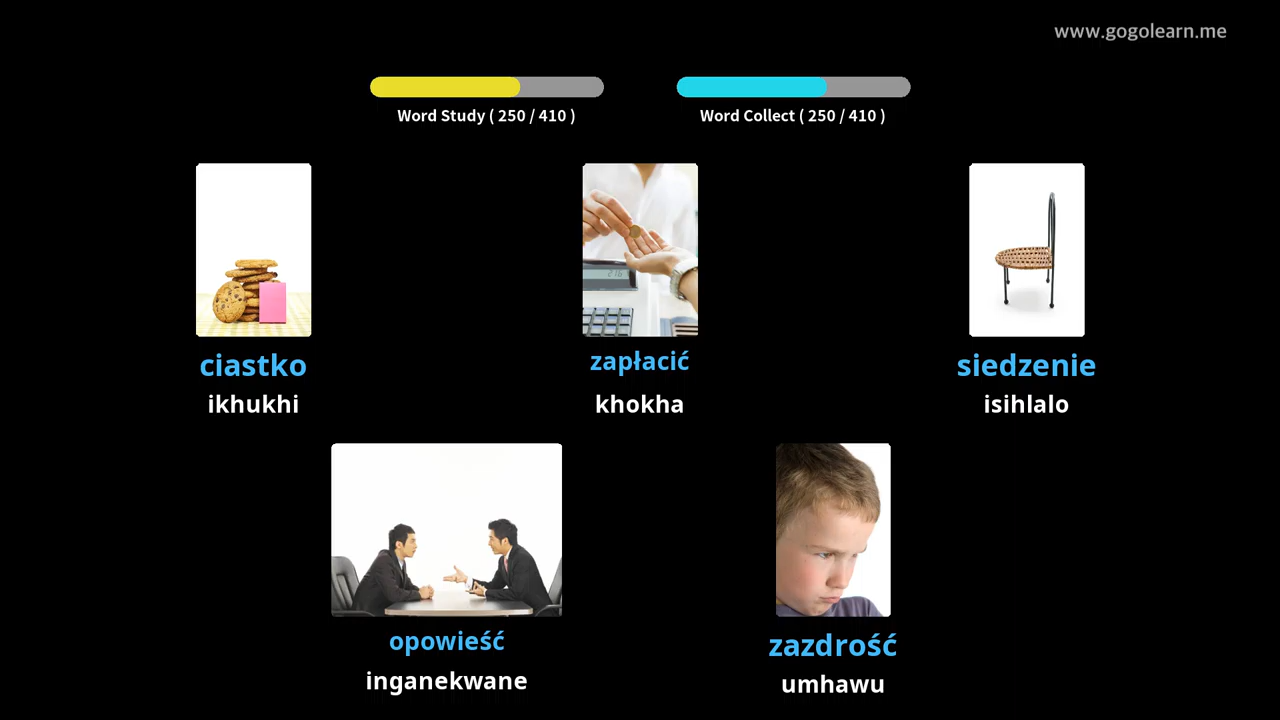 www.gogolearn.me
Word Study ( 250 / 410 )
Word Collect ( 250 / 410 )
ciastko
ikhukhi
zapłacić
khokha
siedzenie
isihlalo
opowieść
inganekwane
zazdrość
umhawu